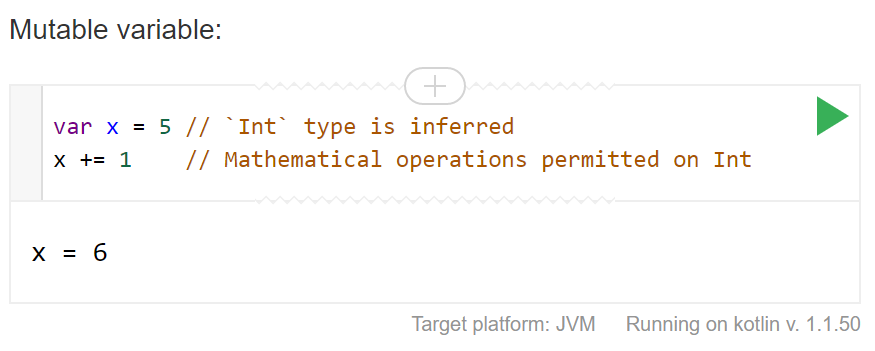 Mutable variable:
var x = 5 // `Int` type is inferred
x += 1    // Mathematical operations permitted on Int
x = 6
Target platform: JVM    Running on kotlin v. 1.1.50